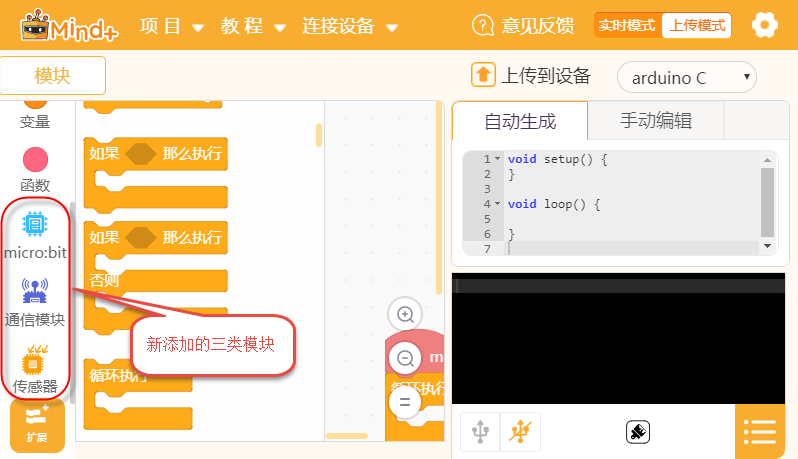 Mind+ 项目 教程 连接设备 意见反馈 实时模式 上传模式
模块 上传到设备 arduino C
变量
函数
micro:bit
通信模块
传感器
扩展
如果 那么执行
如果 那么执行
否则
循环执行
新添加的三类模块
m
循环执行
自动生成 手动编辑
1 void setup() {
2 }
3
4 void loop() {
5
6 }
7